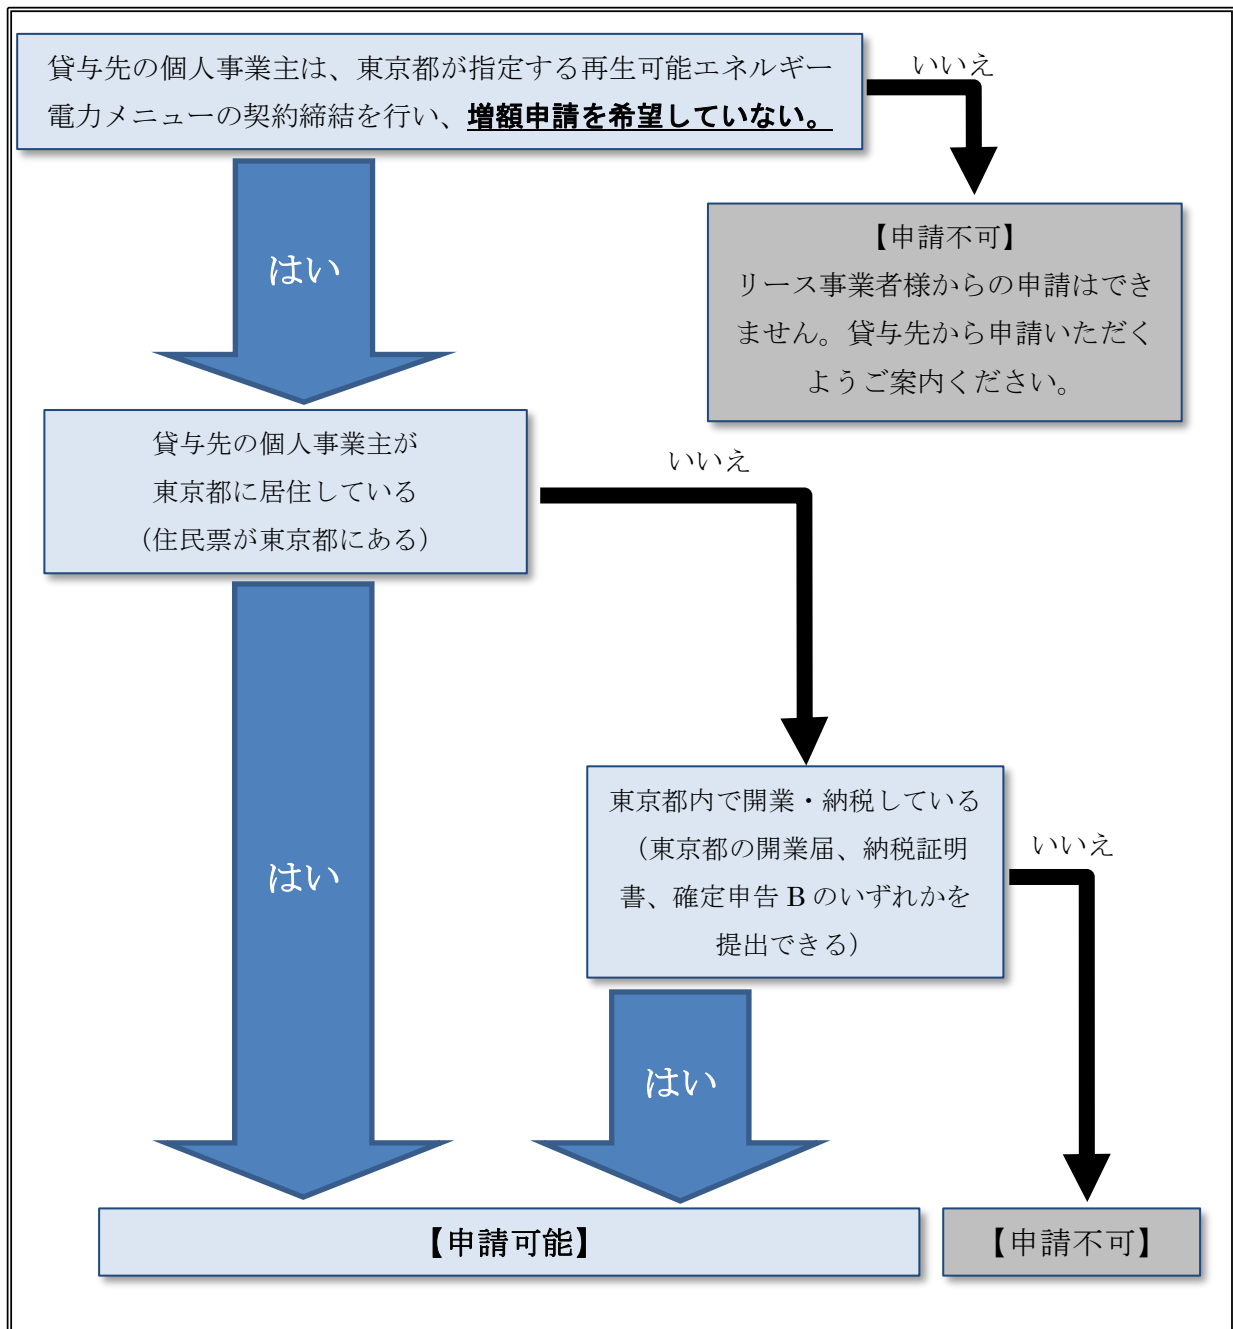 貸与先の個人事業主は、東京都が指定する再生可能エネルギー
電力メニューの契約締結を行い、増額申請を希望していない。
いいえ
はい
【申請不可】
リース事業者様からの申請はでき
ません。貸与先から申請いただく
ようご案内ください。
貸与先の個人事業主が
東京都に居住している
（住民票が東京都にある）
いいえ
はい
東京都内で開業・納税している
（東京都の開業届、納税証明
書、確定申告 B のいずれかを
提出できる）
いいえ
はい
【申請可能】
【申請不可】